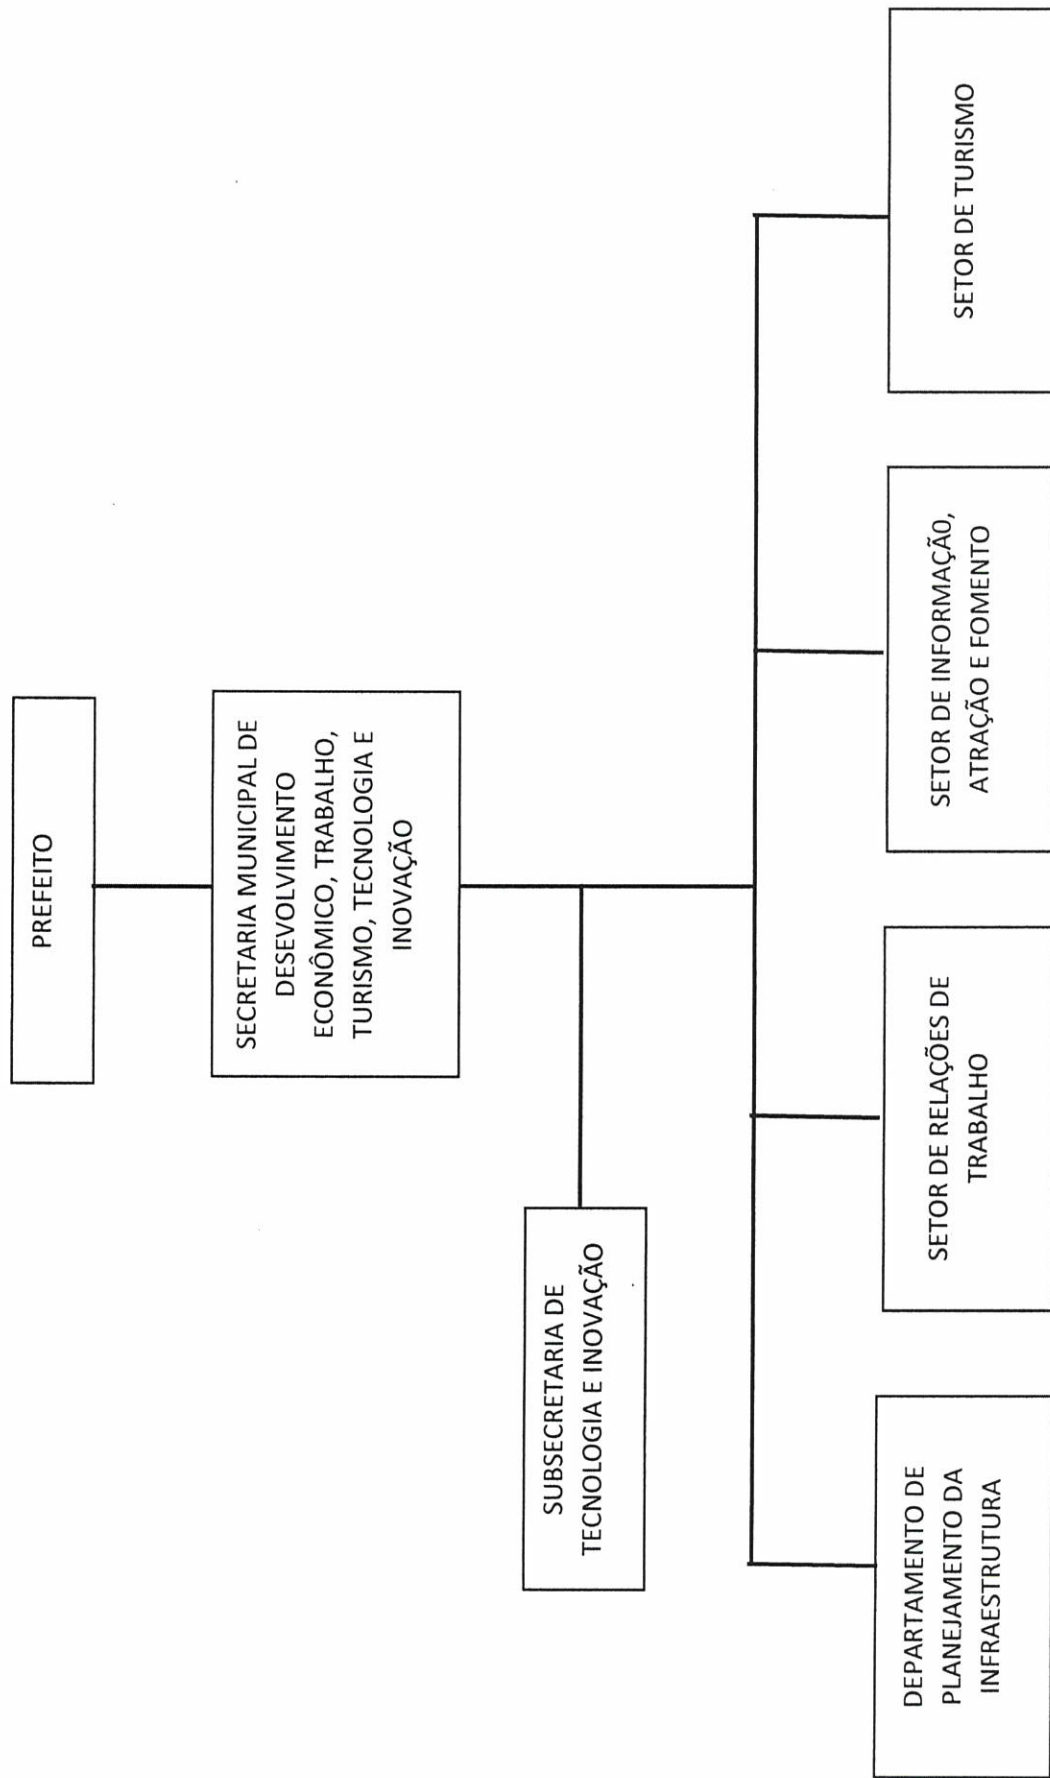 PREFEITO
SECRETARIA MUNICIPAL DE
DESEVOLVIMENTO
ECONÔMICO, TRABALHO,
TURISMO, TECNOLOGIA E
INOVAÇÃO
SUBSECRETARIA DE
TECNOLOGIA E INOVAÇÃO
DEPARTAMENTO DE
PLANEJAMENTO DA
INFRAESTRUTURA
SETOR DE RELAÇÕES DE
TRABALHO
SETOR DE INFORMAÇÃO,
ATRAÇÃO E FOMENTO
SETOR DE TURISMO